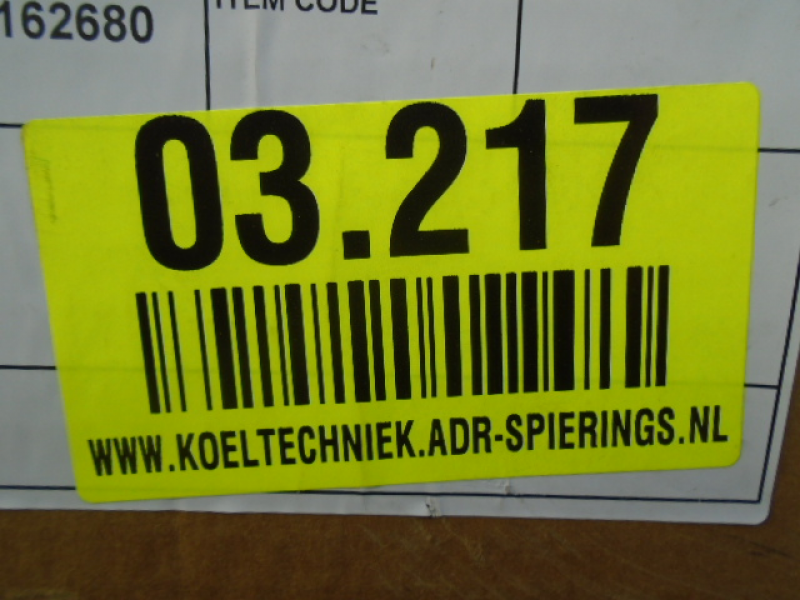 162680
ITEM CODE
03.217
WWW.KOELTECHNIEK.ADR-SPIERINGS.NL